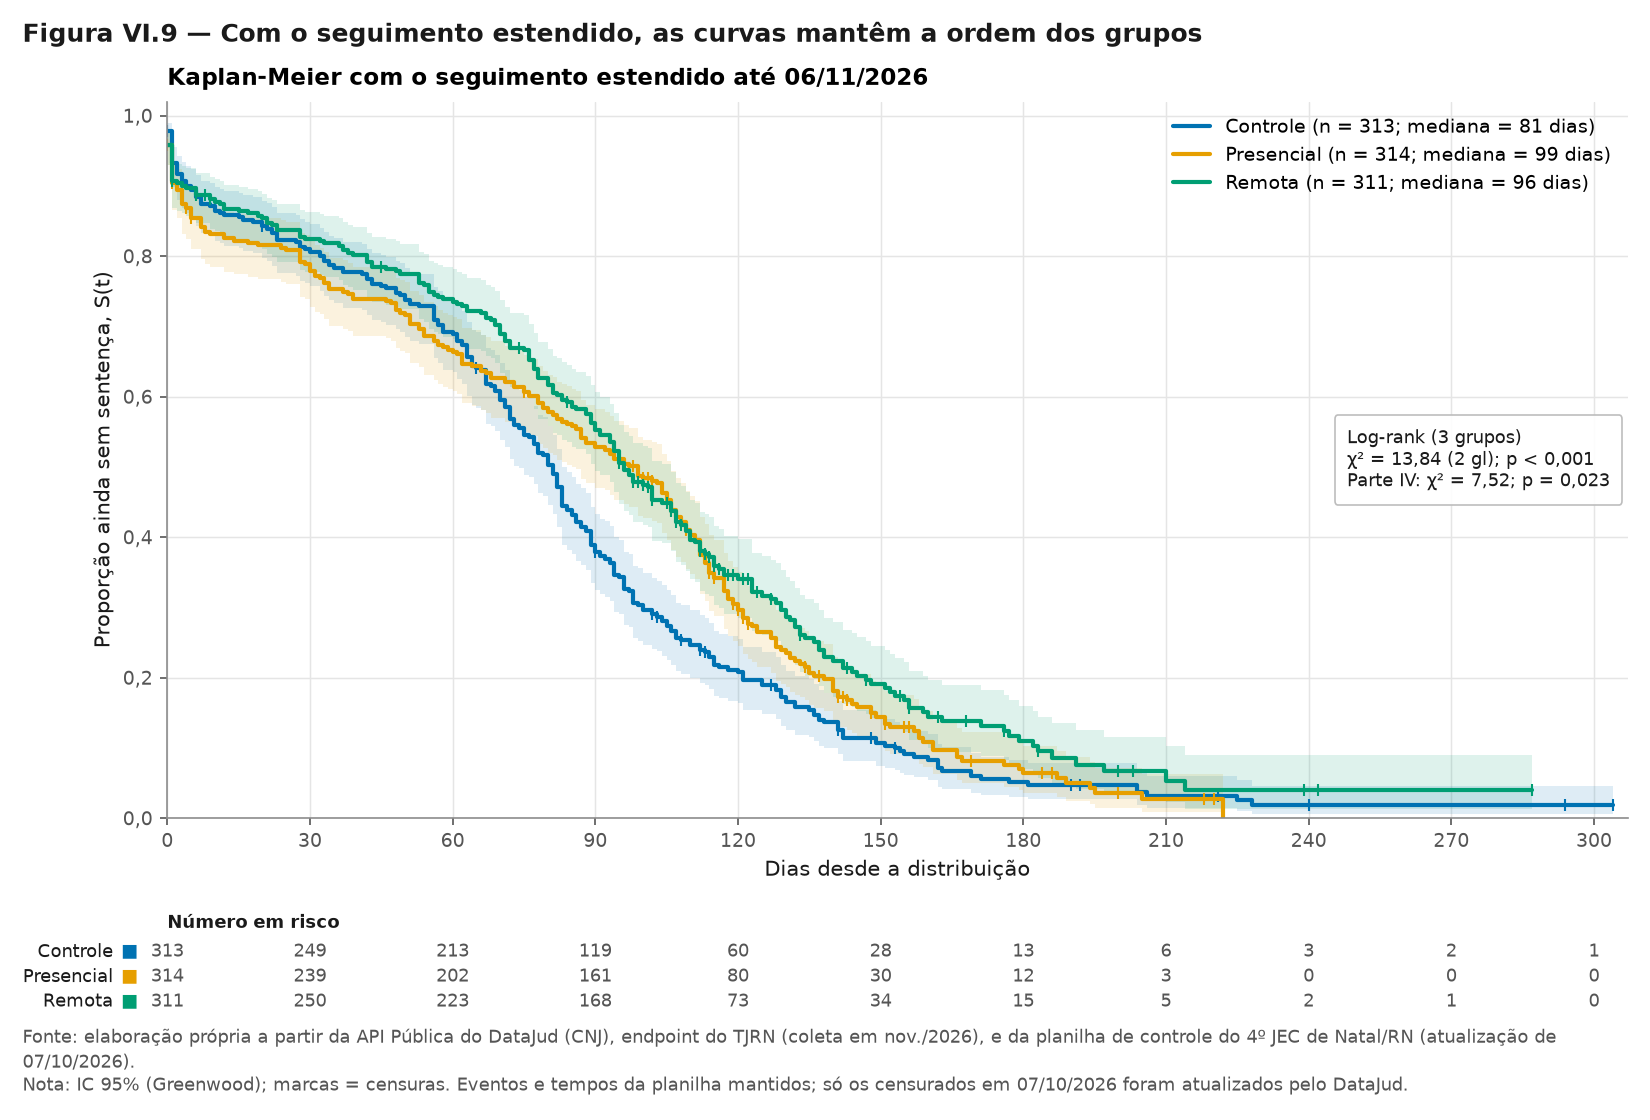 Figura VI.9 — Com o seguimento estendido, as curvas mantêm a ordem dos grupos
Kaplan-Meier com o seguimento estendido até 06/11/2026
Controle (n = 313; mediana = 81 dias)
Presencial (n = 314; mediana = 99 dias)
Remota (n = 311; mediana = 96 dias)
Log-rank (3 grupos)
χ² = 13,84 (2 gl); p < 0,001
Parte IV: χ² = 7,52; p = 0,023
Proporção ainda sem sentença, S(t)
1,0
0,8
0,6
0,4
0,2
0,0
0 30 60 90 120 150 180 210 240 270 300
Dias desde a distribuição
Número em risco
Controle 313 249 213 119 60 28 13 6 3 2 1
Presencial 314 239 202 161 80 30 12 3 0 0 0
Remota 311 250 223 168 73 34 15 5 2 1 0
Fonte: elaboração própria a partir da API Pública do DataJud (CNJ), endpoint do TJRN (coleta em nov./2026), e da planilha de controle do 4º JEC de Natal/RN (atualização de
07/10/2026).
Nota: IC 95% (Greenwood); marcas = censuras. Eventos e tempos da planilha mantidos; só os censurados em 07/10/2026 foram atualizados pelo DataJud.